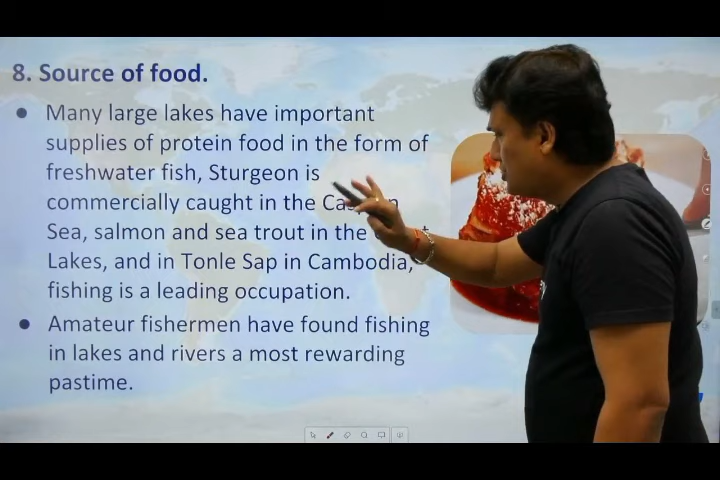 8. Source of food.
Many large lakes have important
supplies of protein food in the form of
freshwater fish, Sturgeon is
commercially caught in the
Sea, salmon and sea trout in the
Lakes, and in Tonle Sap in Cambodia,
fishing is a leading occupation.
Amateur fishermen have found fishing
in lakes and rivers a most rewarding
pastime.